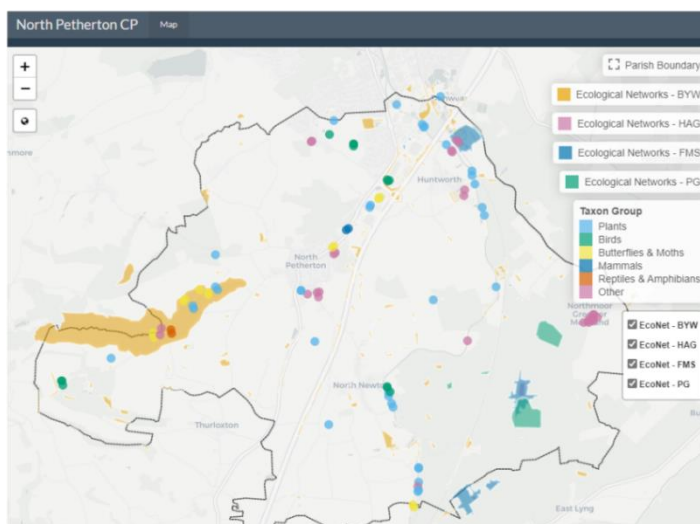 North Petherton CP Map
+
−
Parish Boundary
Ecological Networks - BYW
Ecological Networks - HAG
Ecological Networks - FMS
Ecological Networks - PG
Huntworth
Taxon Group
Plants
Birds
Butterflies & Moths
Mammals
Reptiles & Amphibians
Other
North
Petherton
Northmoor
EcoNet - BYW
EcoNet - HAG
EcoNet - FMS
EcoNet - PG
Thurloxton
East Lyng